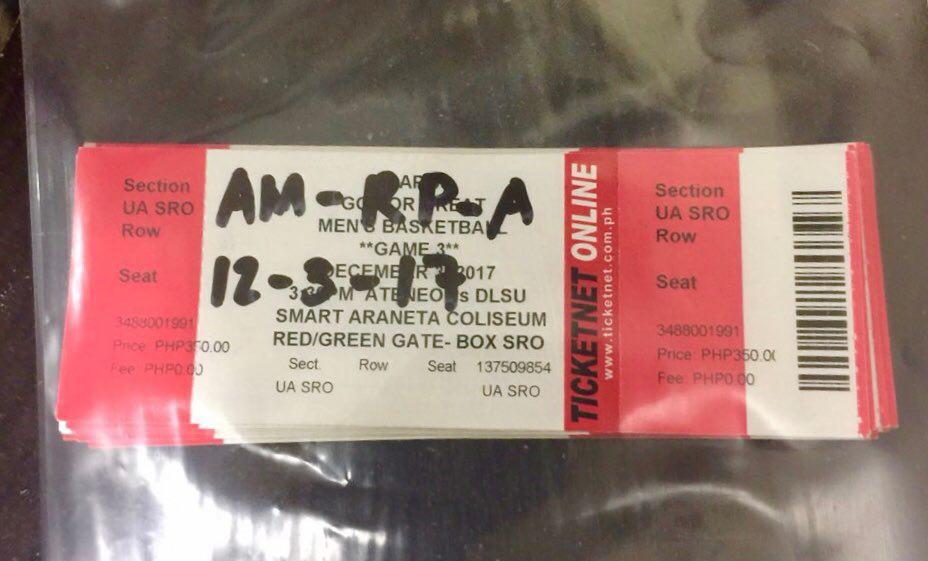 Section
UA SRO
Row
Seat
3488001991
Price: PHP350.00
Fee: PHP0.00
AM-RP-A
12-3-17
MEN'S BASKETBALL
**GAME 3**
2017
PM ATENEO vs DLSU
SMART ARANETA COLISEUM
RED/GREEN GATE- BOX SRO
Sect. Row Seat 137509854
UA SRO UA SRO
TICKETNET ONLINE
www.ticketnet.com.ph
Section
UA SRO
Row
Seat
3488001991
Price: PHP350.00
Fee: PHP0.00